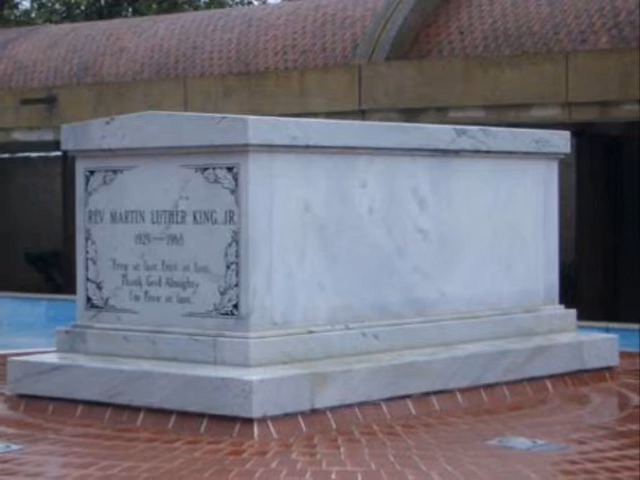 REV. MARTIN LUTHER KING, JR.
1929—1968
"Free at last, Free at last,
Thank God Almighty
I'm Free at last."